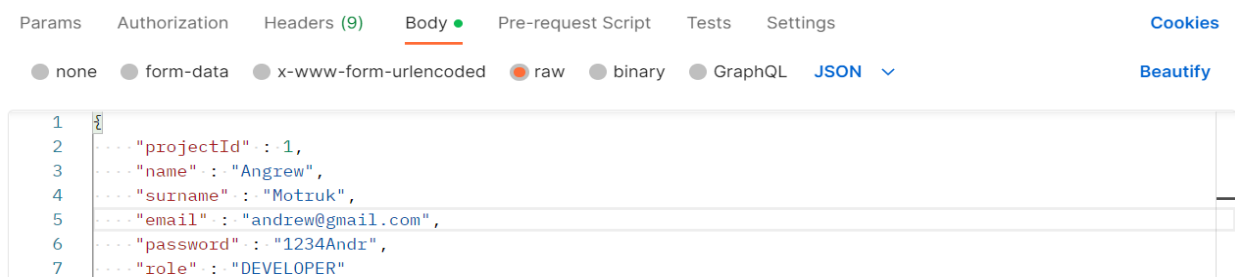 Params Authorization Headers (9) Body Pre-request Script Tests Settings Cookies
none form-data x-www-form-urlencoded raw binary GraphQL JSON Beautify
1 {
2 "projectId" : 1,
3 "name" : "Angrew",
4 "surname" : "Motruk",
5 "email" : "andrew@gmail.com",
6 "password" : "1234Andr",
7 "role" : "DEVELOPER"